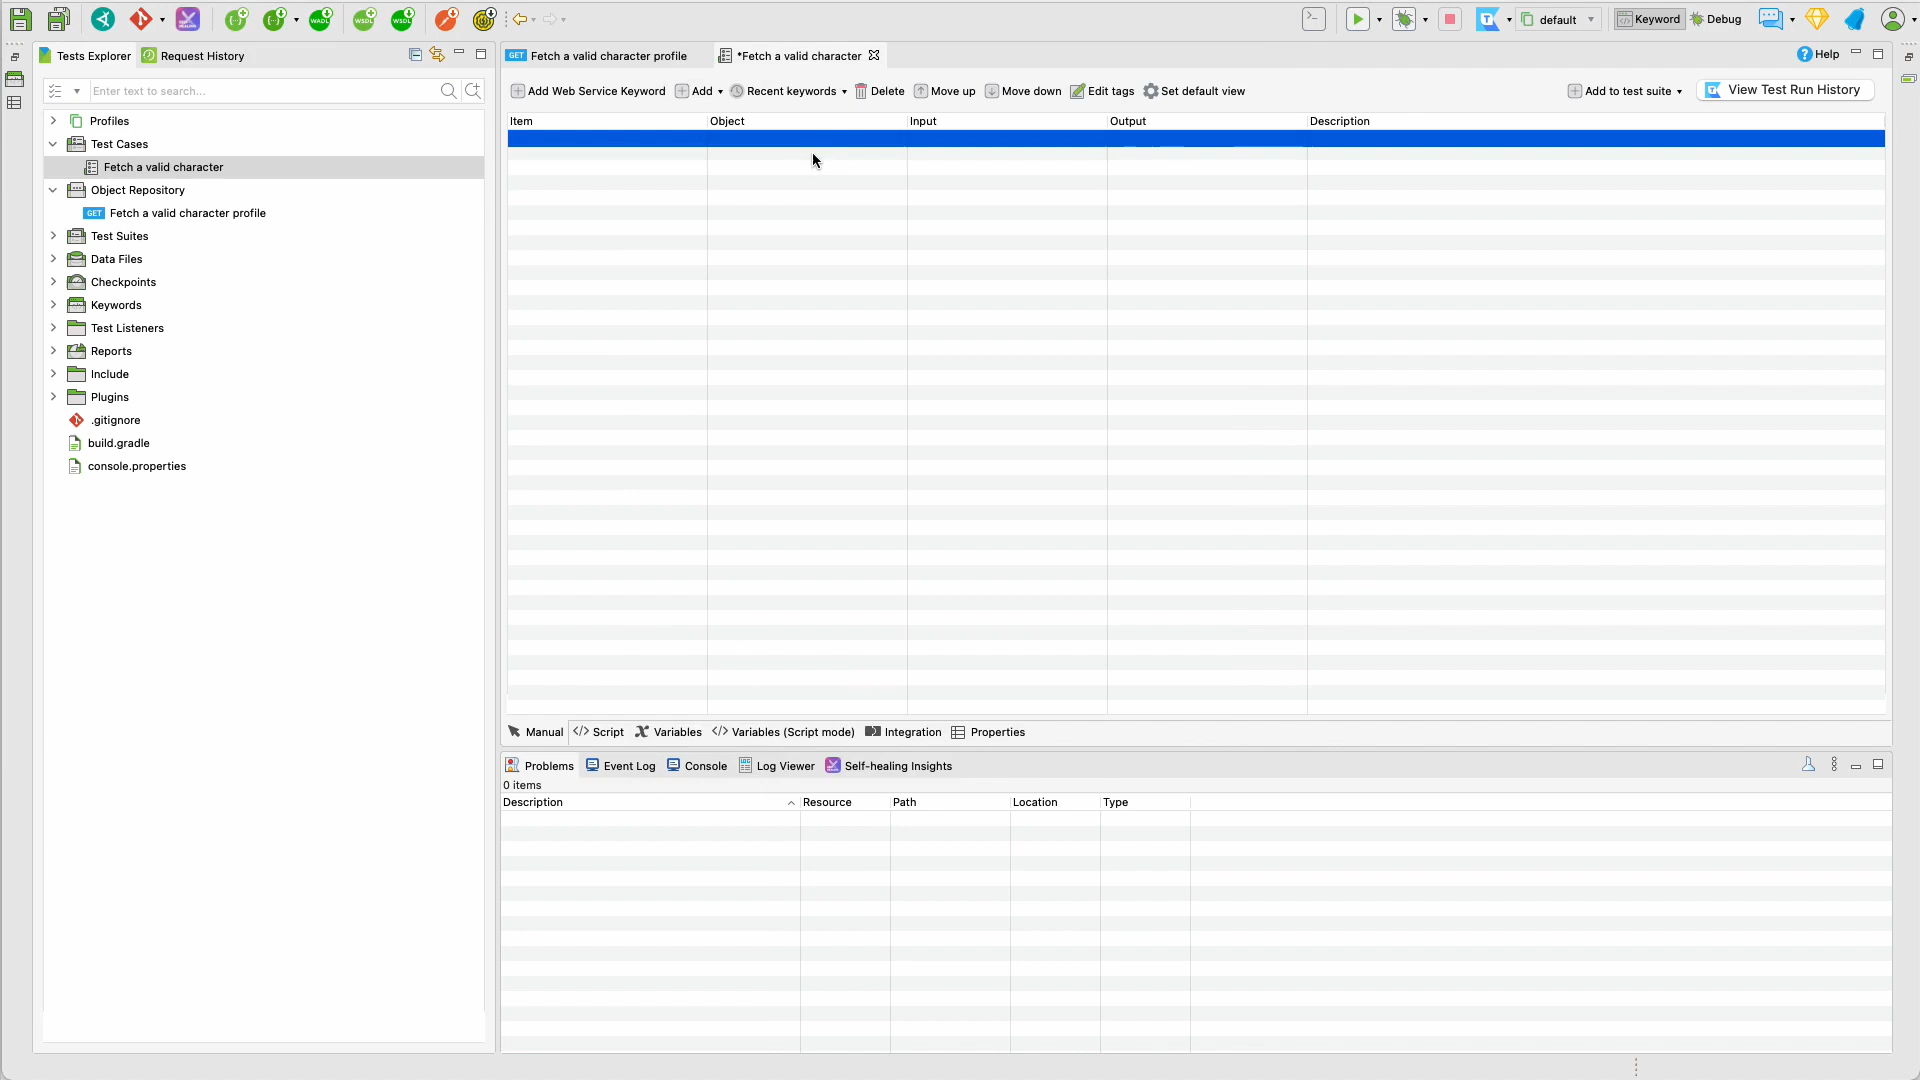 default
Keyword
Debug
Tests Explorer
Request History
Enter text to search...
Profiles
Test Cases
Fetch a valid character
Object Repository
GET Fetch a valid character profile
Test Suites
Data Files
Checkpoints
Keywords
Test Listeners
Reports
Include
Plugins
.gitignore
build.gradle
console.properties
GET Fetch a valid character profile
*Fetch a valid character
Help
Add Web Service Keyword
Add
Recent keywords
Delete
Move up
Move down
Edit tags
Set default view
Add to test suite
View Test Run History
Item Object Input Output Description
Manual
Script
Variables
Variables (Script mode)
Integration
Properties
Problems
Event Log
Console
Log Viewer
Self-healing Insights
0 items
Description Resource Path Location Type